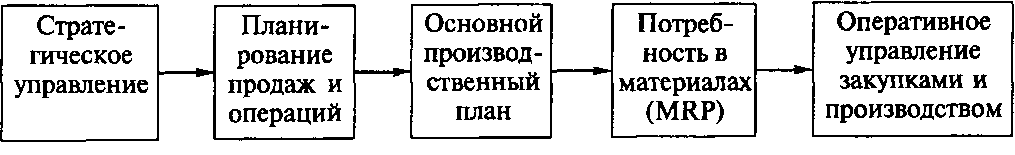 Страте-
гическое
управление
Плани-
рование
продаж и
операций
Основной
производ-
ственный
план
Потреб-
ность в
материалах
(MRP)
Оперативное
управление
закупками и
производством